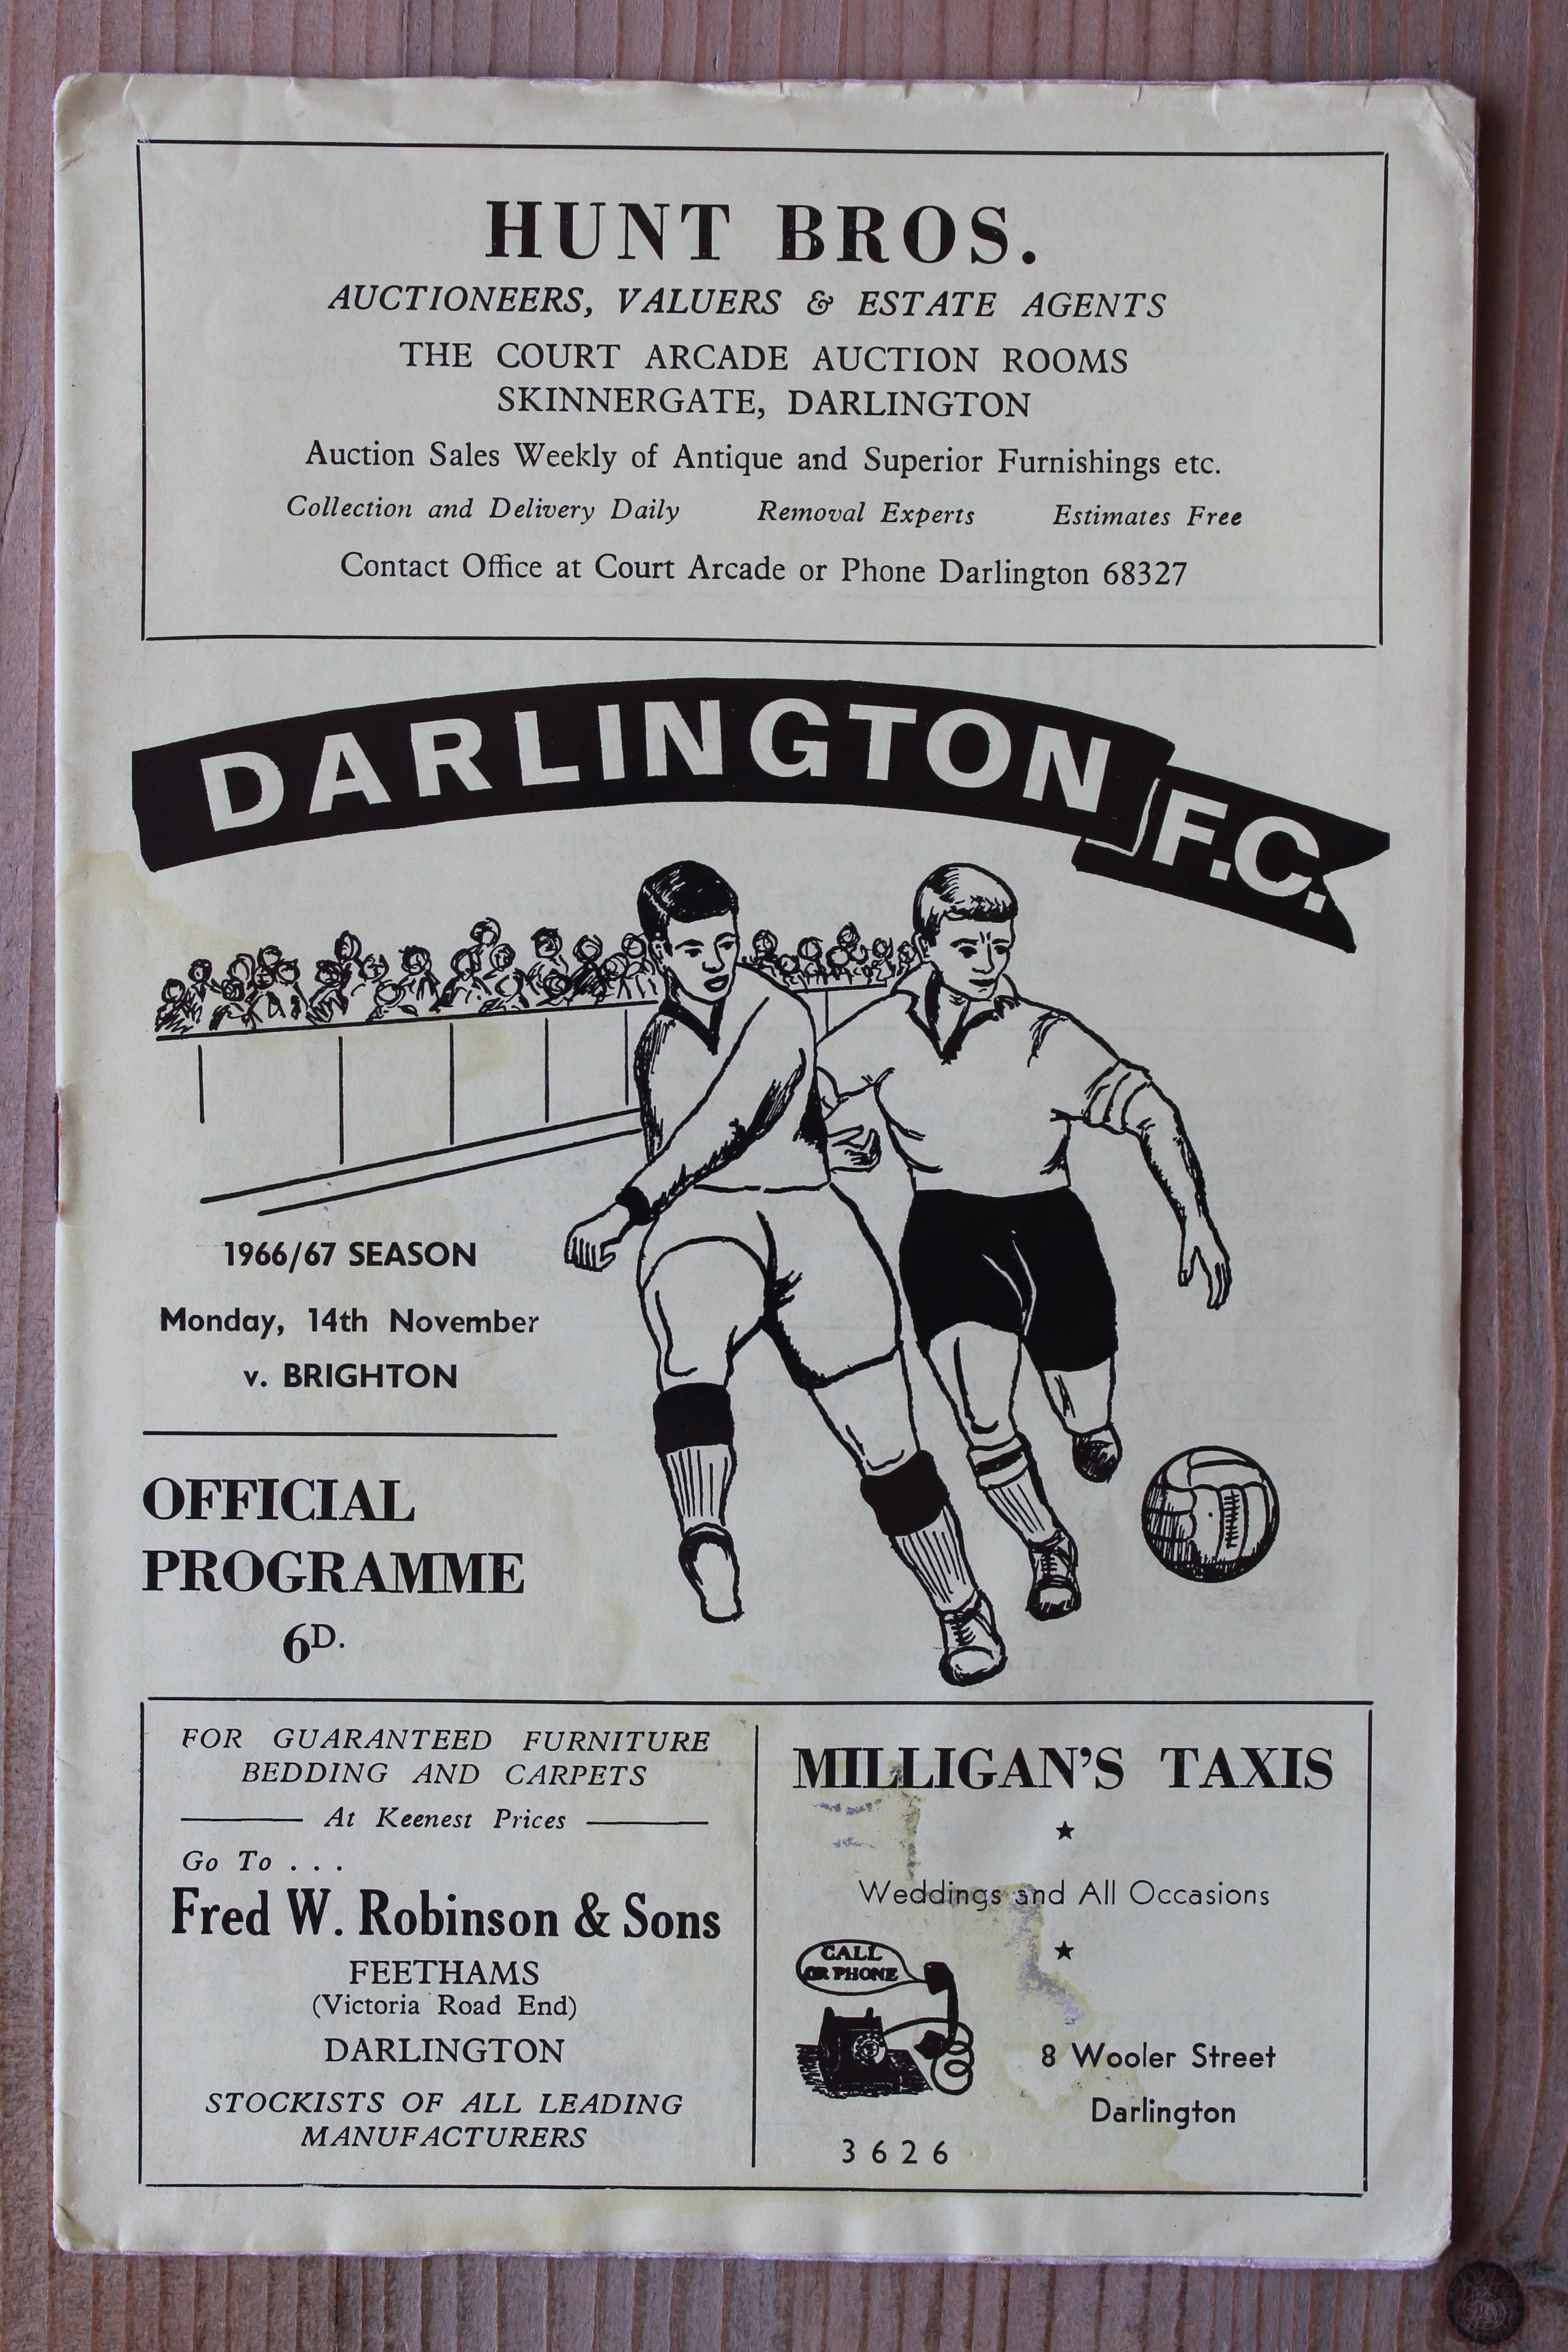 HUNT BROS.
AUCTIONEERS, VALUERS & ESTATE AGENTS
THE COURT ARCADE AUCTION ROOMS
SKINNERGATE, DARLINGTON
Auction Sales Weekly of Antique and Superior Furnishings etc.
Collection and Delivery Daily Removal Experts Estimates Free
Contact Office at Court Arcade or Phone Darlington 68327
DARLINGTON F.C.
1966/67 SEASON
Monday, 14th November
v. BRIGHTON
OFFICIAL
PROGRAMME
6D.
FOR GUARANTEED FURNITURE
BEDDING AND CARPETS
At Keenest Prices
Go To . . .
Fred W. Robinson & Sons
FEETHAMS
(Victoria Road End)
DARLINGTON
STOCKISTS OF ALL LEADING
MANUFACTURERS
MILLIGAN'S TAXIS
★
Weddings and All Occasions
★
CALL
OR PHONE
8 Wooler Street
Darlington
3626